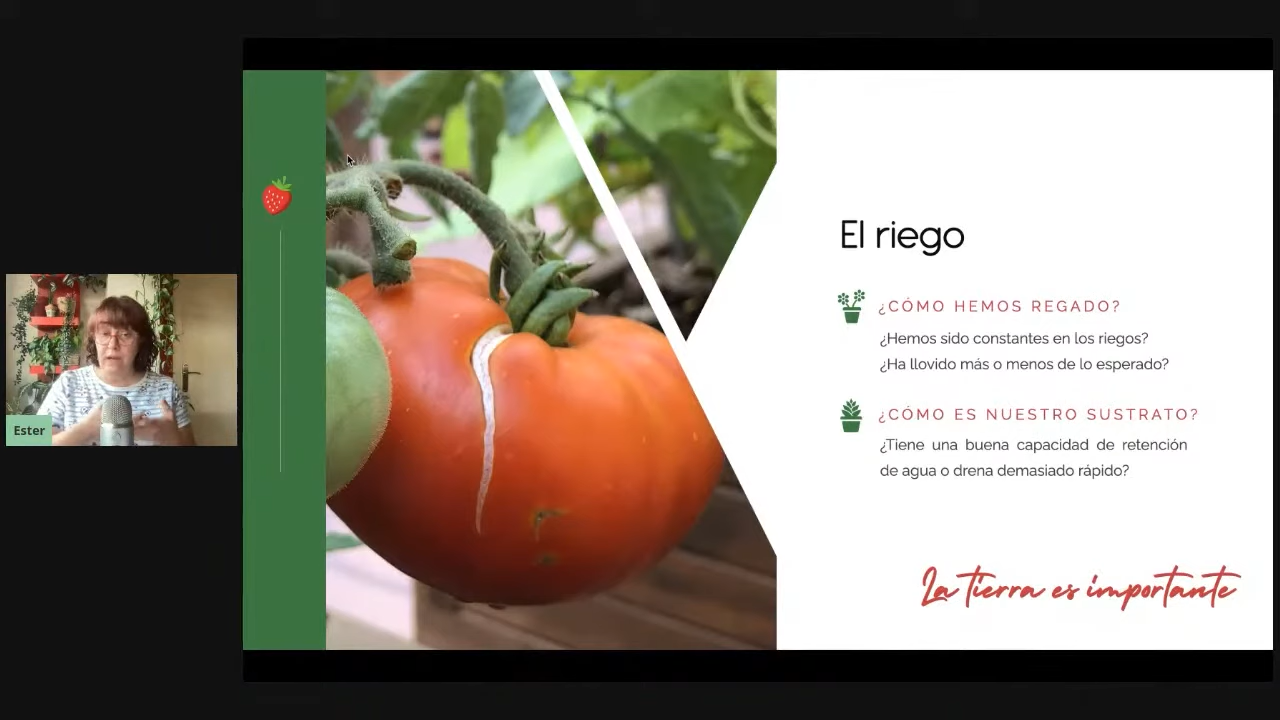 El riego
¿CÓMO HEMOS REGADO?
¿Hemos sido constantes en los riegos?
¿Ha llovido más o menos de lo esperado?
¿CÓMO ES NUESTRO SUSTRATO?
¿Tiene una buena capacidad de retención
de agua o drena demasiado rápido?
La tierra es importante
Ester